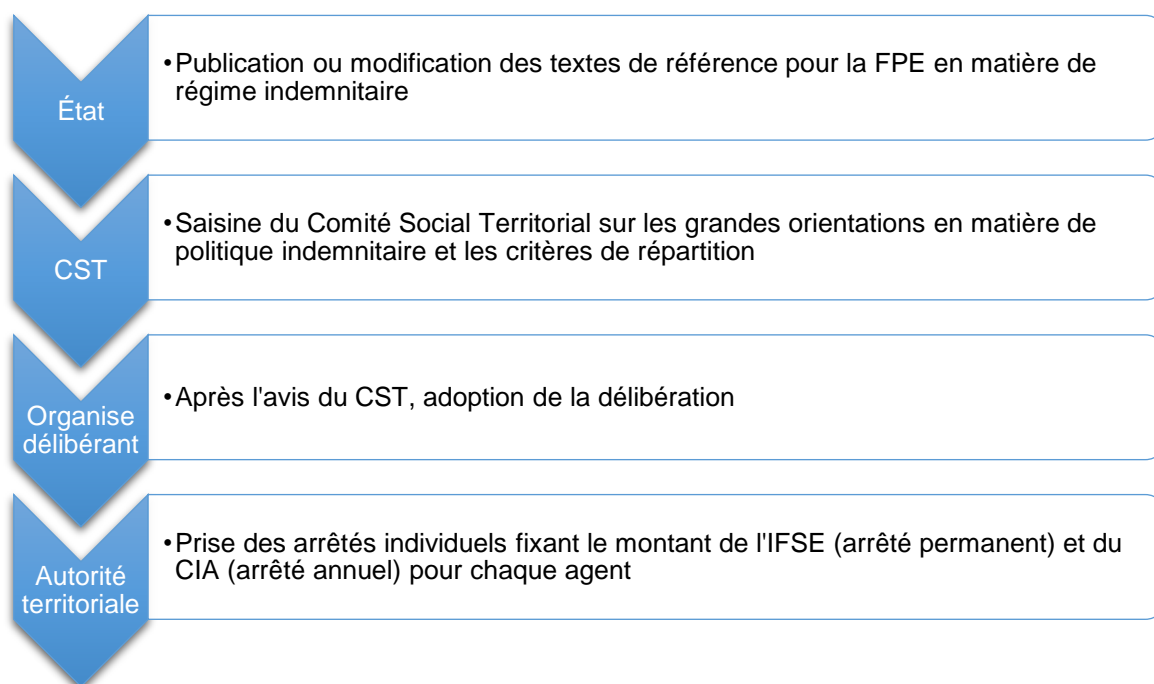 État
•Publication ou modification des textes de référence pour la FPE en matière de
régime indemnitaire
CST
•Saisine du Comité Social Territorial sur les grandes orientations en matière de
politique indemnitaire et les critères de répartition
Organise
délibérant
•Après l'avis du CST, adoption de la délibération
Autorité
territoriale
•Prise des arrêtés individuels fixant le montant de l'IFSE (arrêté permanent) et du
CIA (arrêté annuel) pour chaque agent